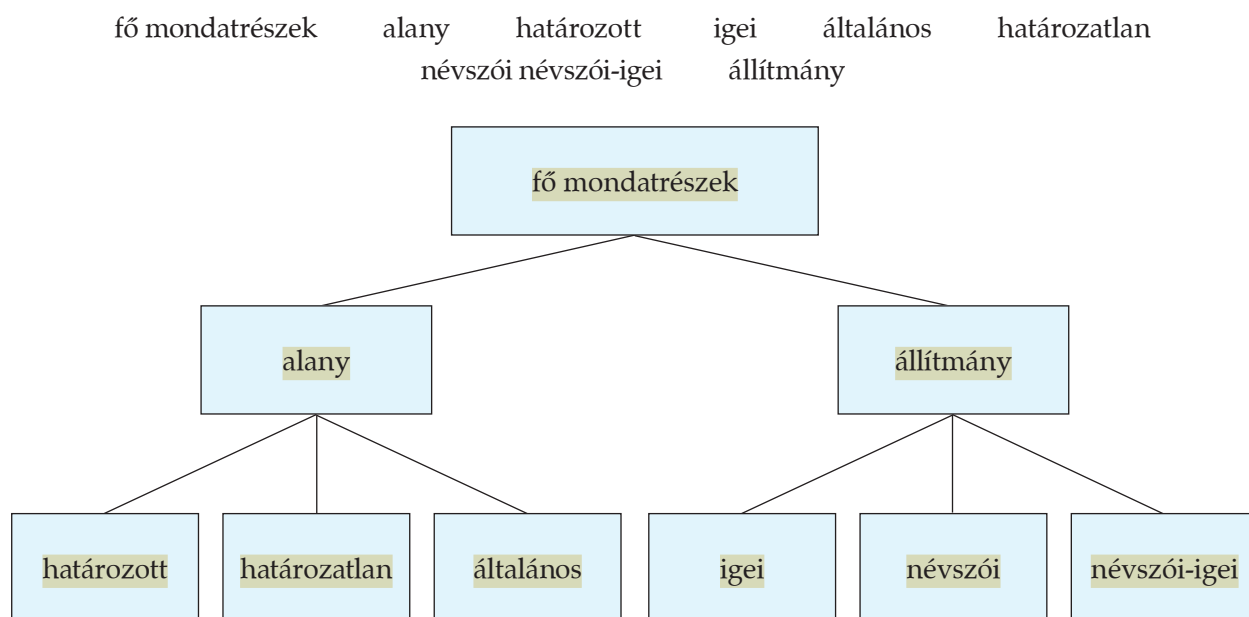 fő mondatrészek alany határozott igei általános határozatlan
névszói névszói-igei állítmány
fő mondatrészek
alany állítmány
határozott határozatlan általános igei névszói névszói-igei